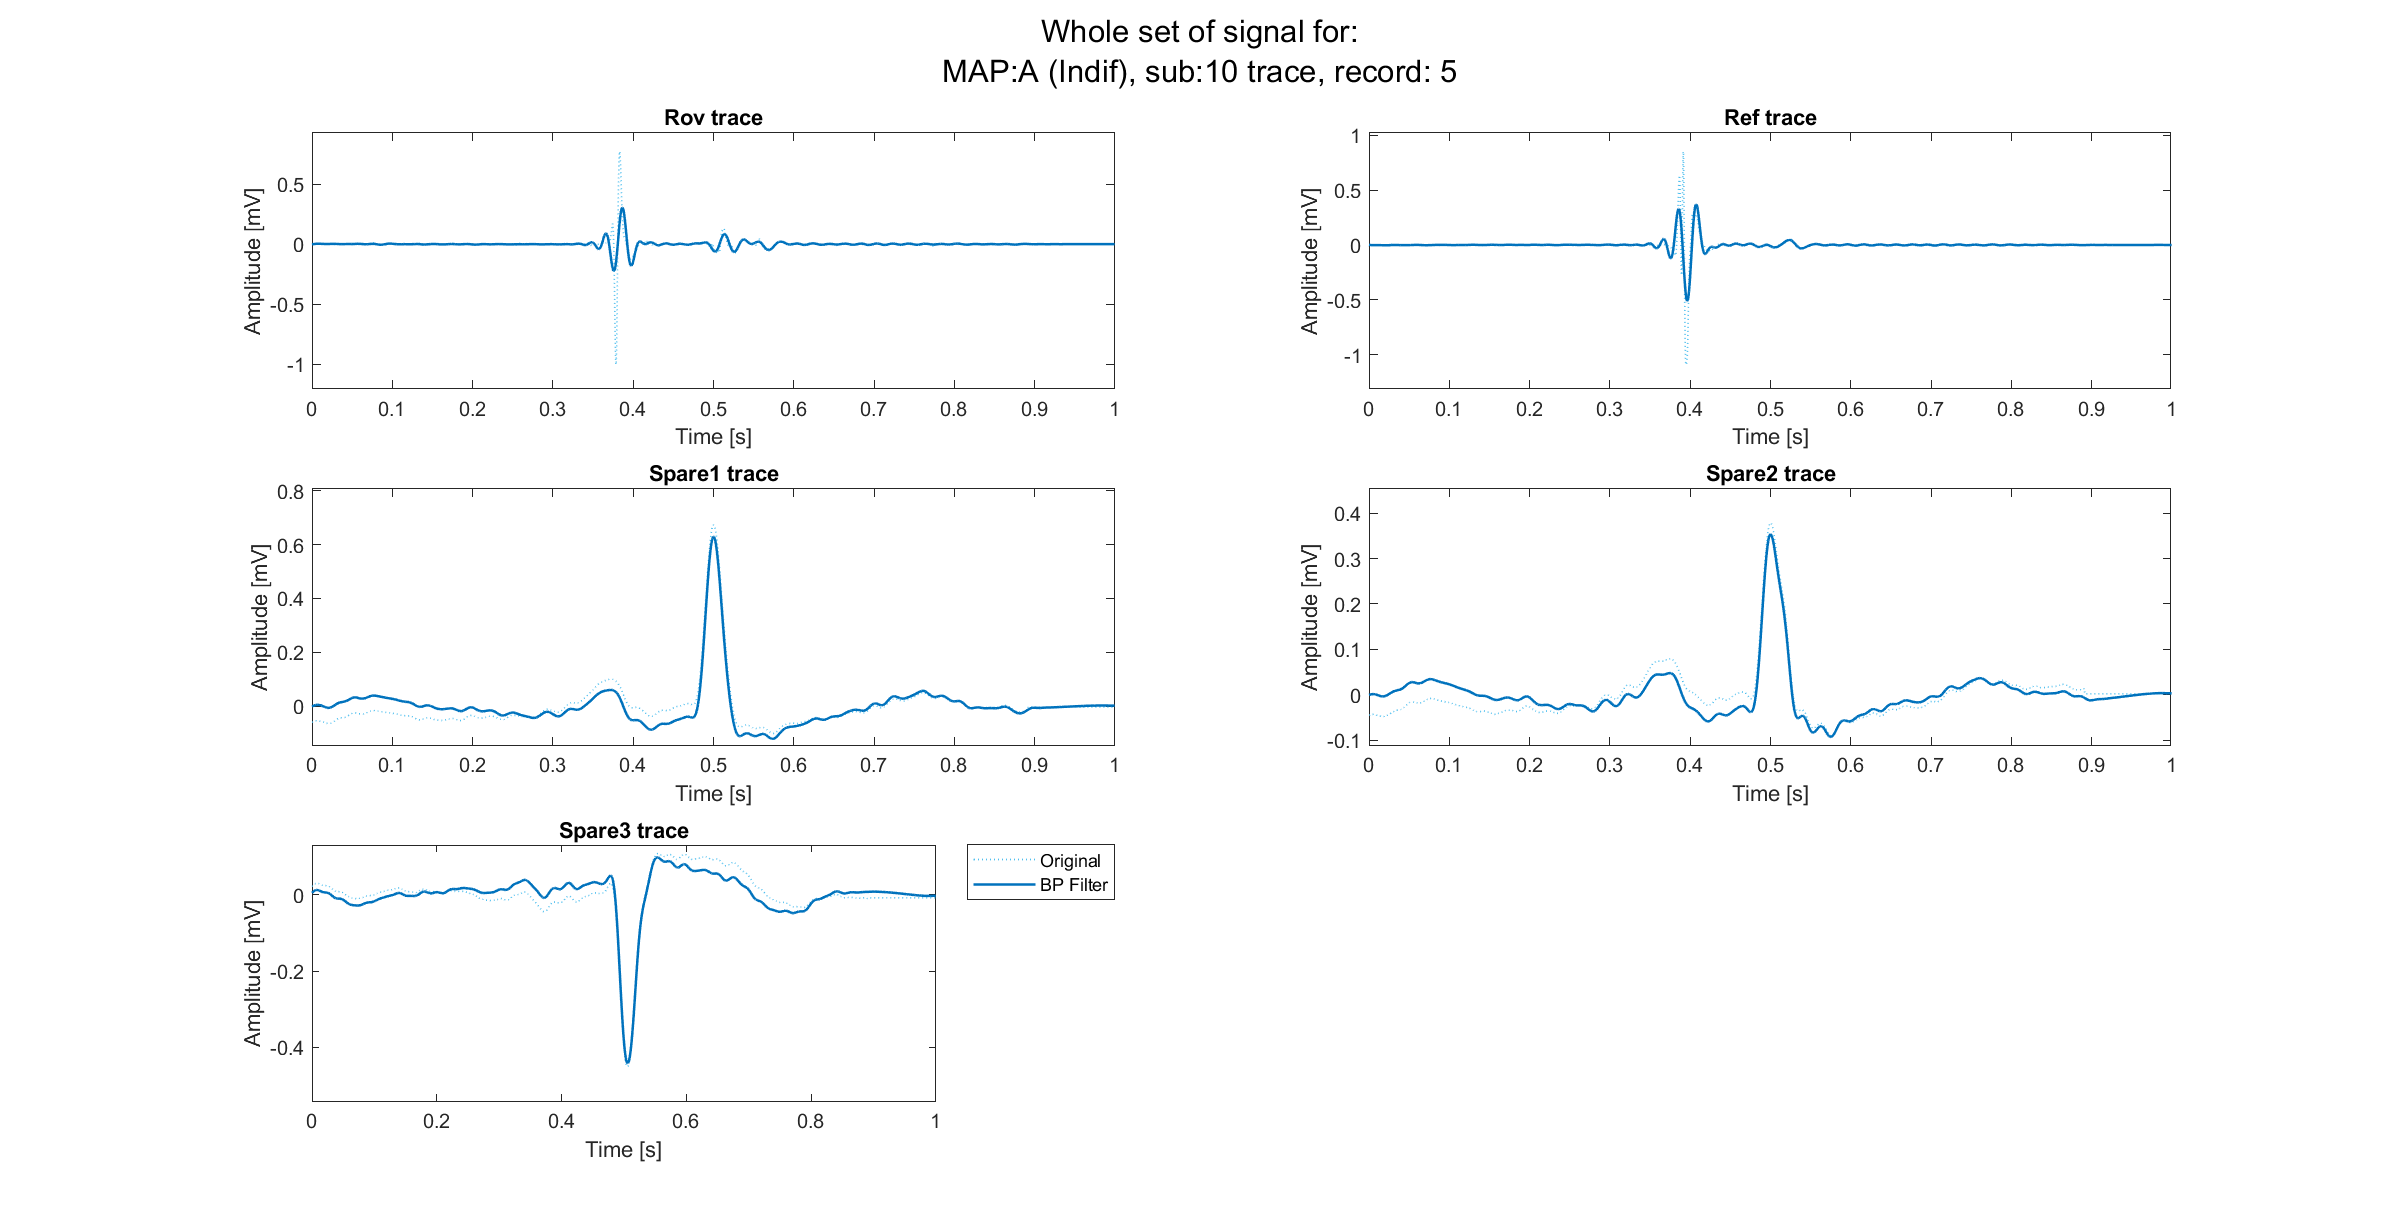 Whole set of signal for:
MAP:A (Indif), sub:10 trace, record: 5
Rov trace
Amplitude [mV]
0.5
0
-0.5
-1
0 0.1 0.2 0.3 0.4 0.5 0.6 0.7 0.8 0.9 1
Time [s]
Ref trace
Amplitude [mV]
1
0.5
0
-0.5
-1
0 0.1 0.2 0.3 0.4 0.5 0.6 0.7 0.8 0.9 1
Time [s]
Spare1 trace
Amplitude [mV]
0.8
0.6
0.4
0.2
0
0 0.1 0.2 0.3 0.4 0.5 0.6 0.7 0.8 0.9 1
Time [s]
Spare2 trace
Amplitude [mV]
0.4
0.3
0.2
0.1
0
-0.1
0 0.1 0.2 0.3 0.4 0.5 0.6 0.7 0.8 0.9 1
Time [s]
Spare3 trace
Amplitude [mV]
0
-0.2
-0.4
0 0.2 0.4 0.6 0.8 1
Time [s]
Original
BP Filter